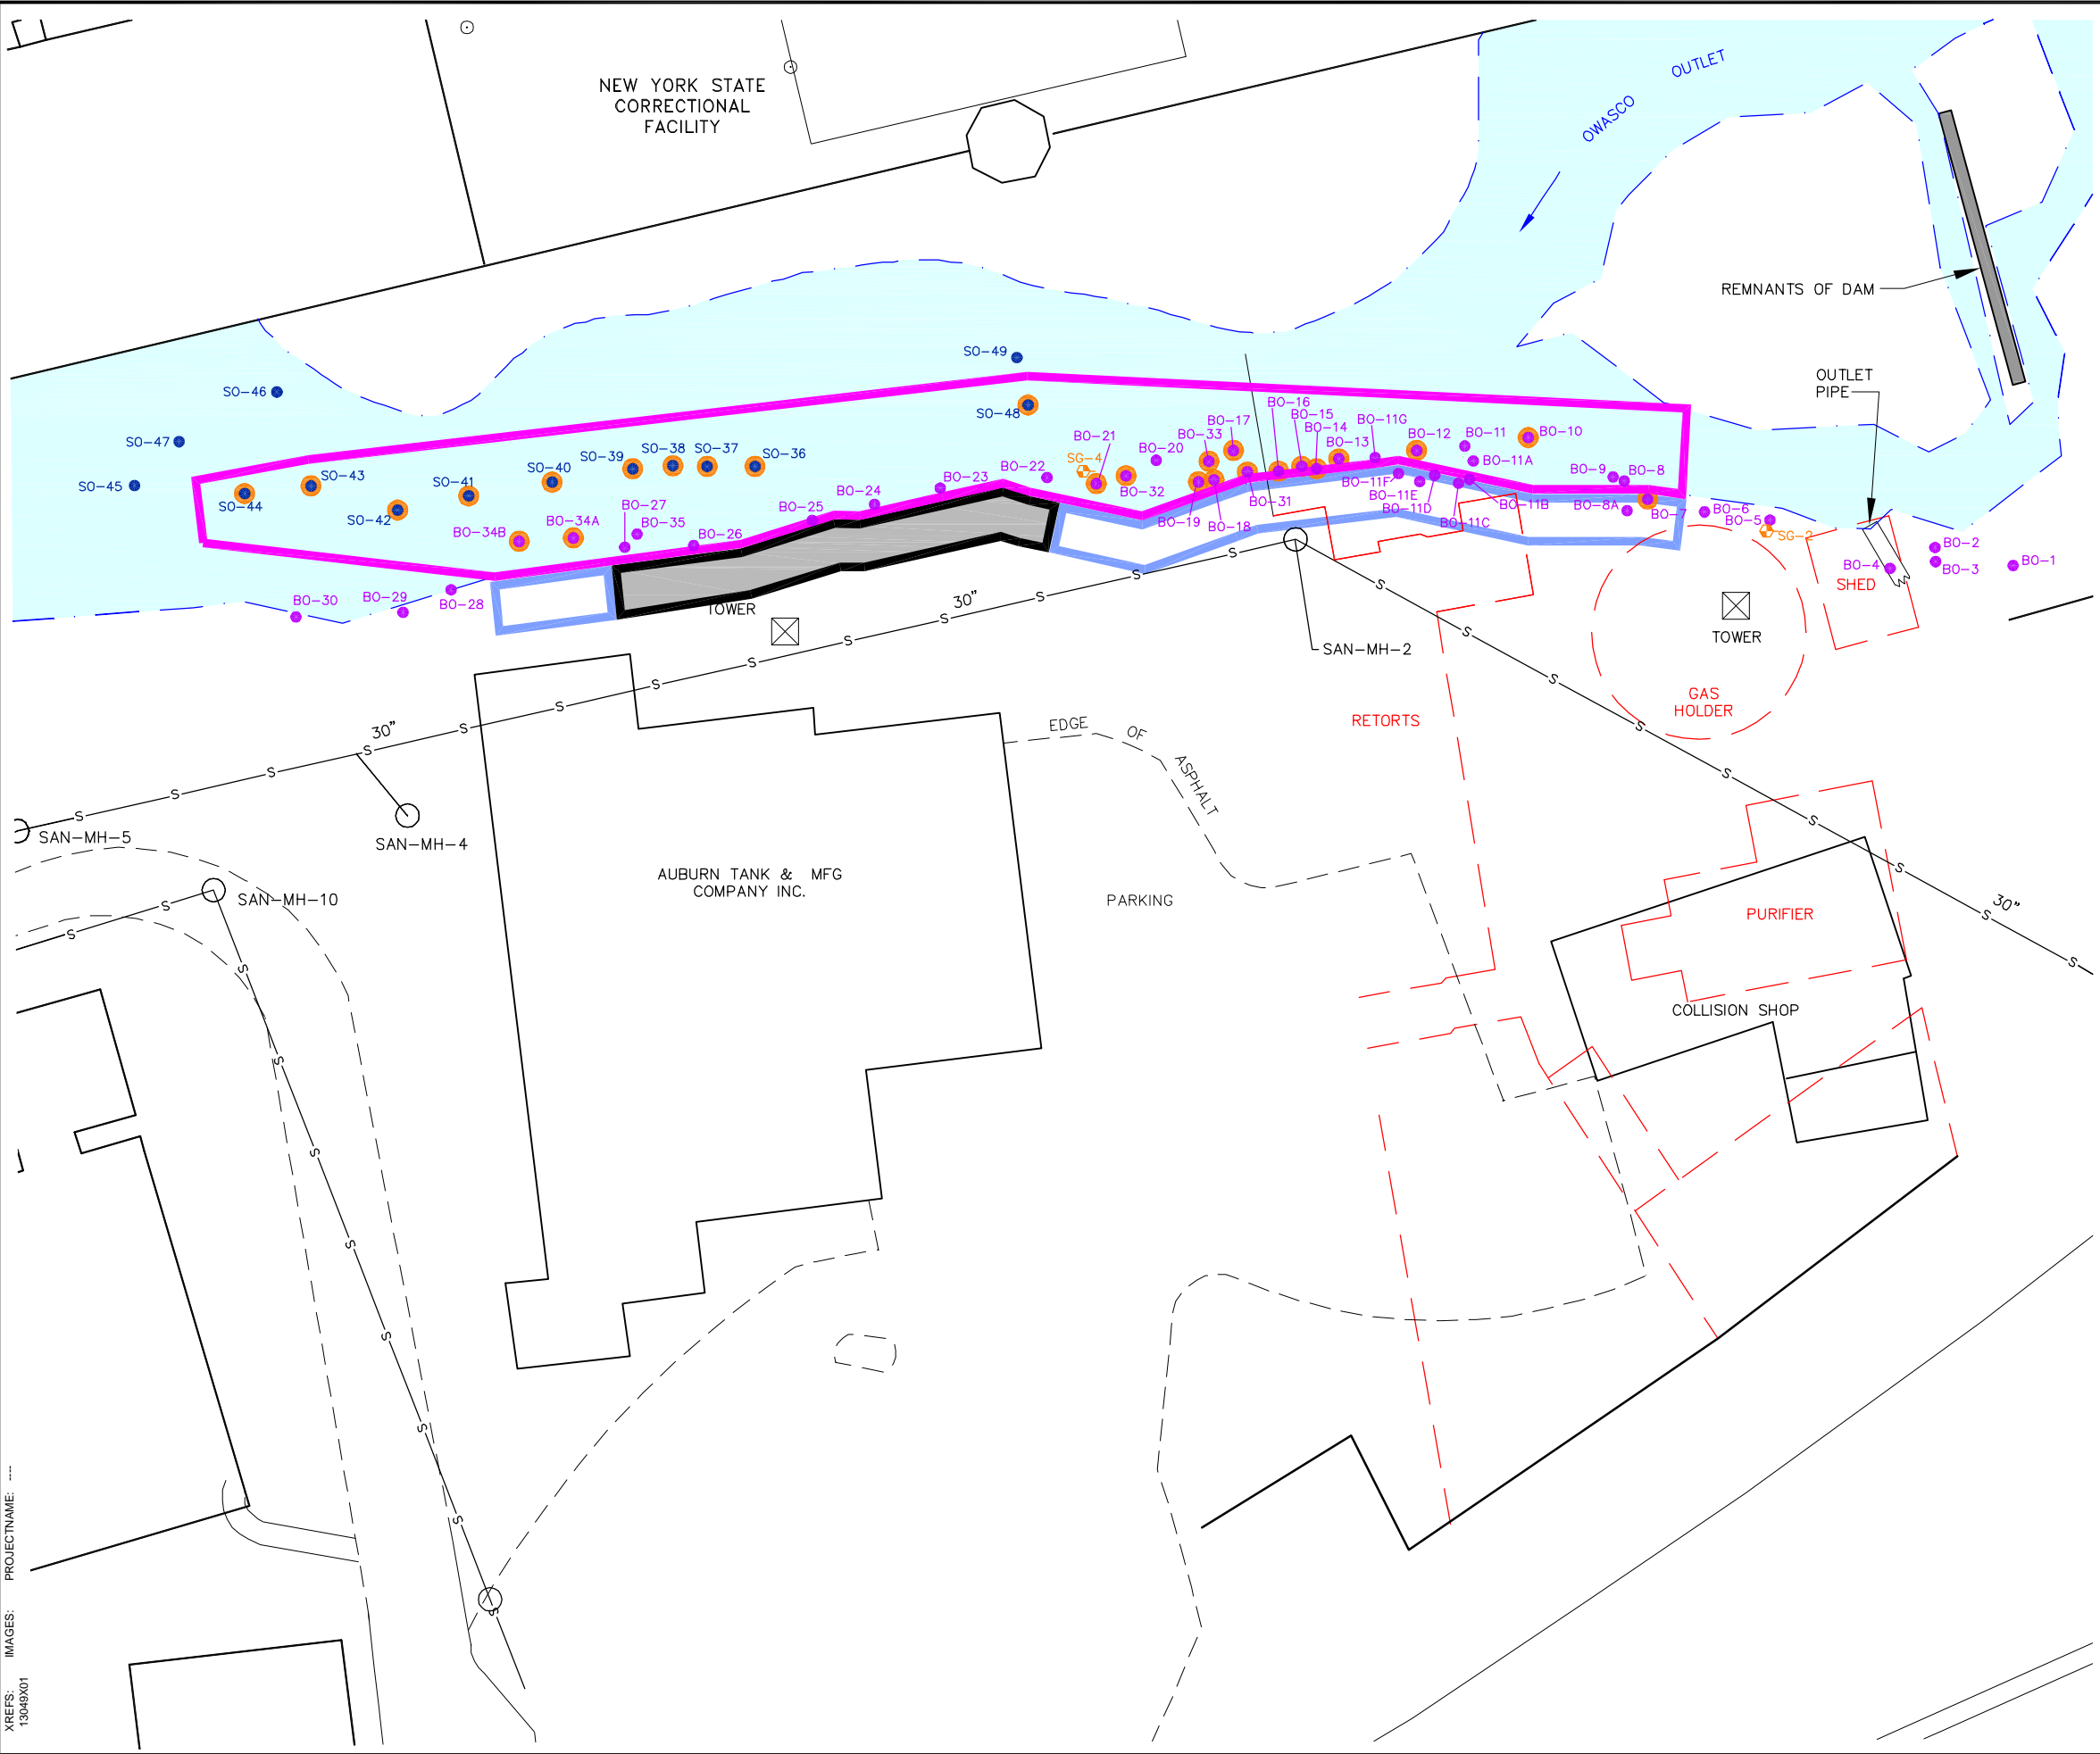 NEW YORK STATE
CORRECTIONAL
FACILITY
OUTLET
OWASCO
REMNANTS OF DAM
OUTLET
PIPE
SO-49
SO-46
SO-48
SO-47
SO-45
SO-44
SO-43
SO-42
SO-41
SO-40
SO-39
SO-38
SO-37
SO-36
BO-34B
BO-34A
BO-27
BO-35
BO-26
BO-25
BO-24
BO-23
BO-22
SG-4
BO-21
BO-20
BO-32
BO-33
BO-17
BO-16
BO-15
BO-14
BO-13
BO-11G
BO-12
BO-11
BO-11A
BO-10
BO-9
BO-8
BO-19
BO-18
BO-31
BO-11F
BO-11E
BO-11D
BO-11C
BO-11B
BO-8A
BO-7
BO-6
BO-5
SG-2
BO-4
BO-2
BO-3
BO-1
BO-30
BO-29
BO-28
TOWER
30"
SAN-MH-2
SHED
TOWER
GAS
HOLDER
RETORTS
30"
SAN-MH-5
SAN-MH-4
SAN-MH-10
EDGE OF ASPHALT
AUBURN TANK & MFG
COMPANY INC.
PARKING
PURIFIER
30"
COLLISION SHOP
S S S S S S S S S S S S S
S S S S S S S S S
S S
S S S S S S S S
XREFS: IMAGES: PROJECTNAME: ----
13049X01